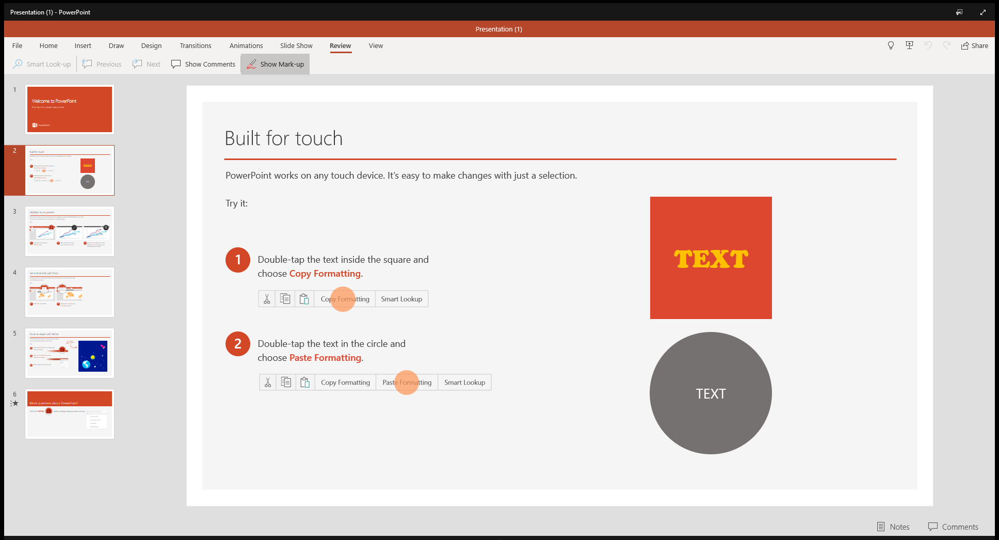 Presentation (1) - PowerPoint
Presentation (1)
File Home Insert Draw Design Transitions Animations Slide Show Review View Share
Smart Look-up Previous Next Show Comments Show Mark-up
1
Welcome to PowerPoint
PowerPoint
2
Built for touch
TEXT
TEXT
3
Highlight as you present
4
Get a closer look with Zoom
5
You're an expert with Tell Me
6
More questions about PowerPoint?
Built for touch
PowerPoint works on any touch device. It's easy to make changes with just a selection.
Try it:
1
Double-tap the text inside the square and
choose Copy Formatting.
Copy Formatting Smart Lookup
2
Double-tap the text in the circle and
choose Paste Formatting.
Copy Formatting Paste Formatting Smart Lookup
TEXT
TEXT
Notes Comments